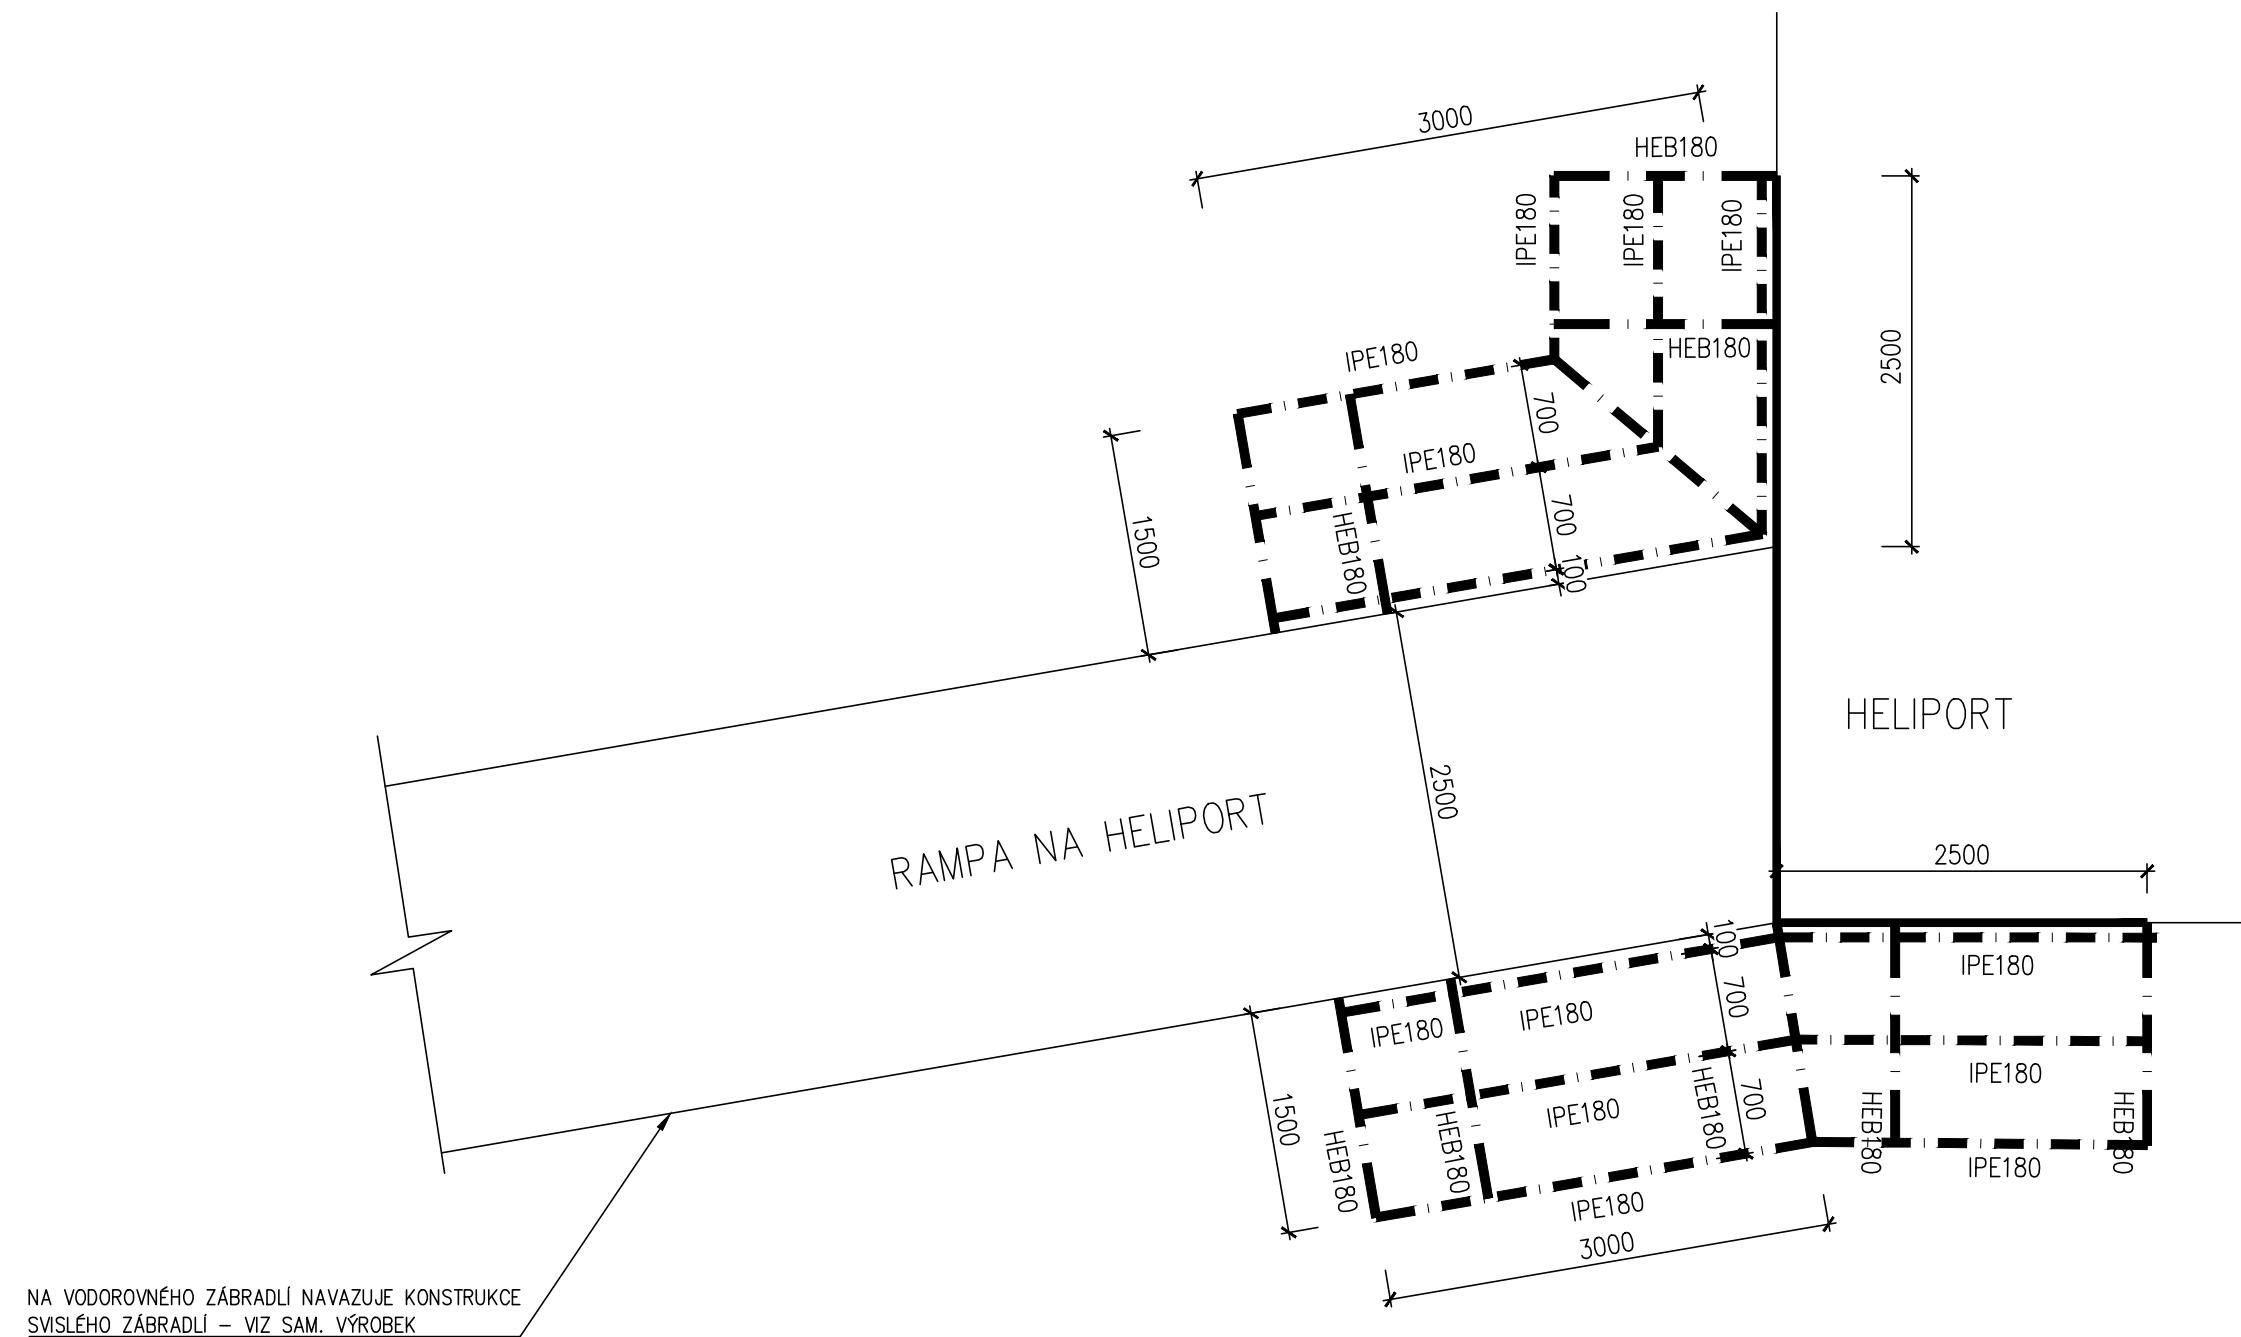 3000
HEB180
IPE180
IPE180
IPE180
HEB180
2500
IPE180
700
IPE180
700
100
HEB180
1500
HELIPORT
2500
RAMPA NA HELIPORT
2500
100
IPE180
700
IPE180
IPE180
IPE180
HEB180
700
IPE180
HEB180
HEB180
1500
HEB180
HEB180
IPE180
IPE180
3000
NA VODOROVNÉHO ZÁBRADLÍ NAVAZUJE KONSTRUKCE
SVISLÉHO ZÁBRADLÍ – VIZ SAM. VÝROBEK